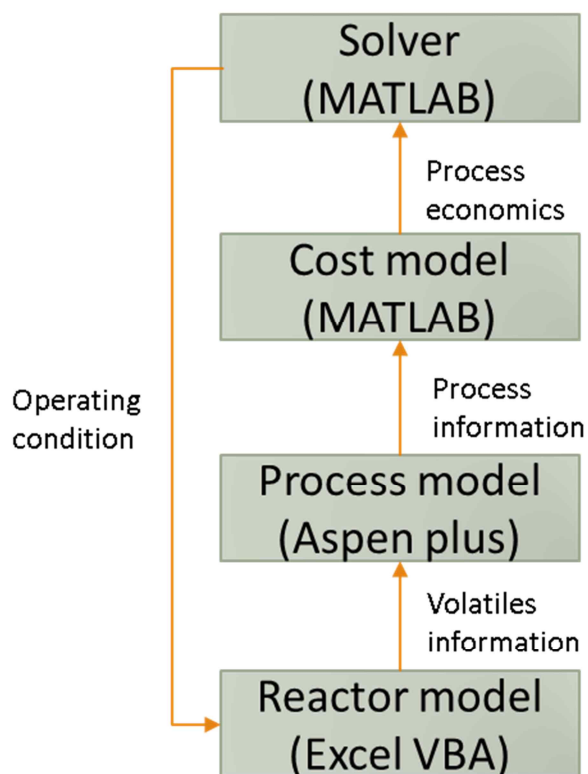 Solver
(MATLAB)
Process
economics
Cost model
(MATLAB)
Operating
condition
Process
information
Process model
(Aspen plus)
Volatiles
information
Reactor model
(Excel VBA)